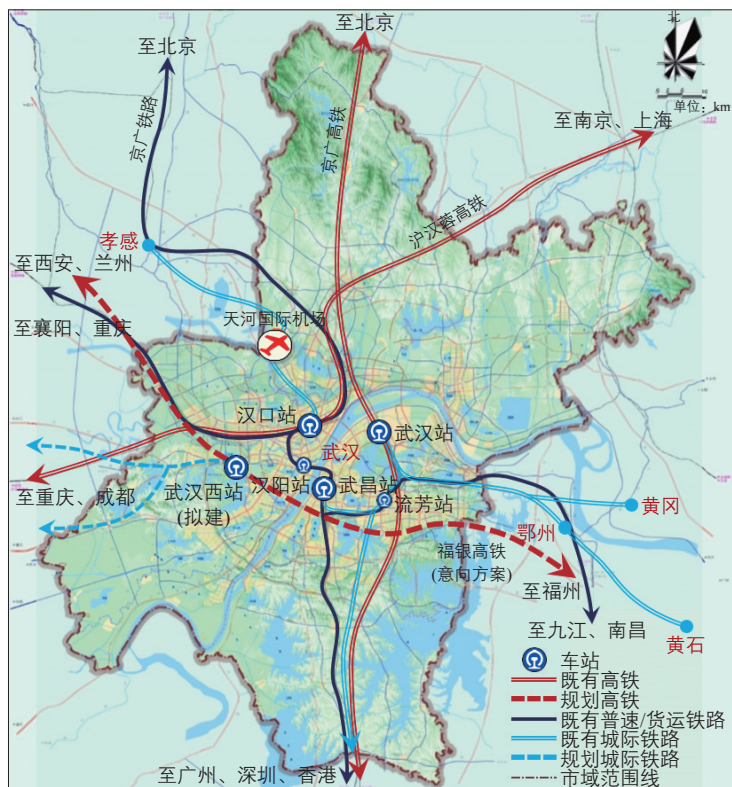 至北京
至北京
北
单位：km
京广铁路
京广高铁
至南京、上海
沪汉蓉高铁
孝感
至西安、兰州
天河国际机场
至襄阳、重庆
汉口站
武汉站
武汉
武汉西站
(拟建)
汉阳站
武昌站
流芳站
至重庆、成都
黄冈
鄂州
福银高铁
(意向方案)
至福州
至九江、南昌
黄石
车站
既有高铁
规划高铁
既有普速/货运铁路
既有城际铁路
规划城际铁路
市域范围线
至广州、深圳、香港